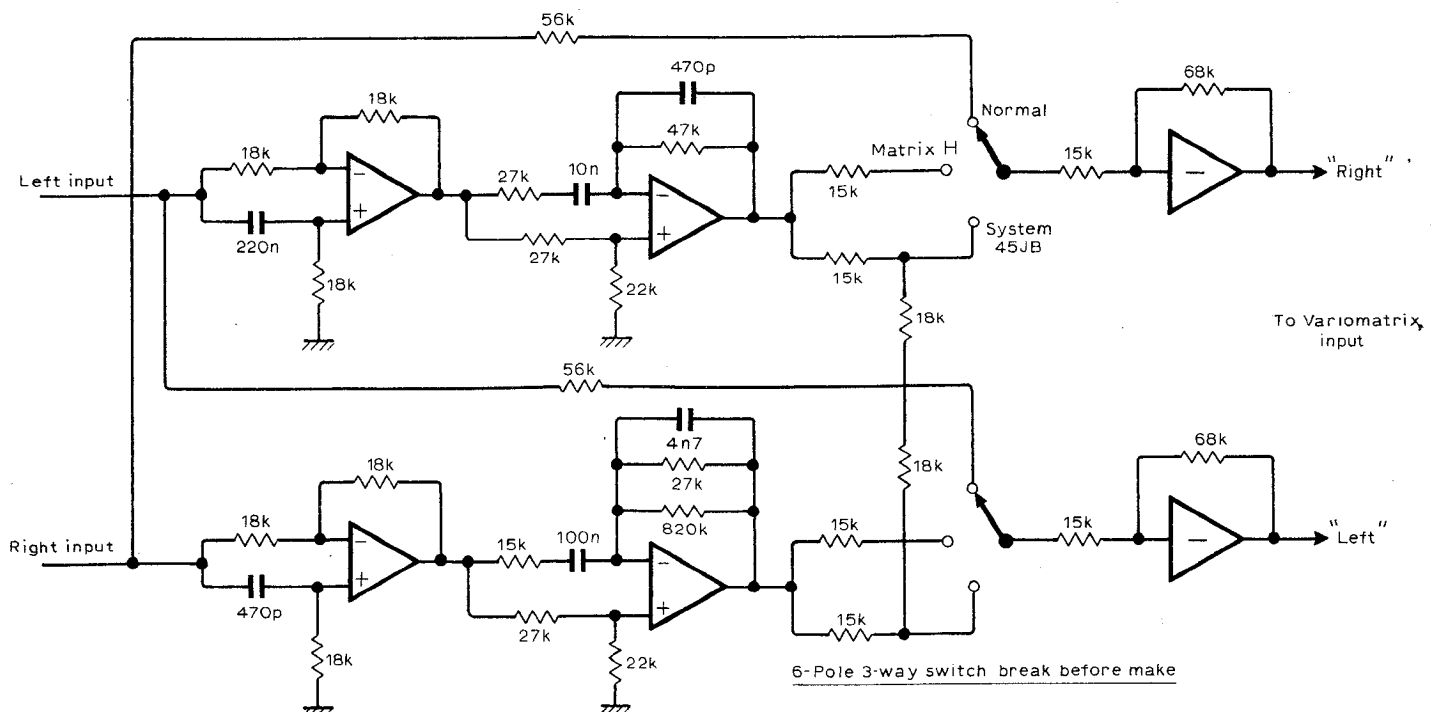 56k
470p
18k
Normal
68k
47k
18k
Matrix H
10n
27k
15k
15k
Left input
"Right"
220n
System
45JB
27k
15k
18k
22k
18k
To Variomatrix
input
56k
4n7
68k
18k
18k
27k
18k
820k
15k
100n
15k
15k
Right input
"Left"
470p
27k
15k
18k
22k
6-Pole 3-way switch break before make